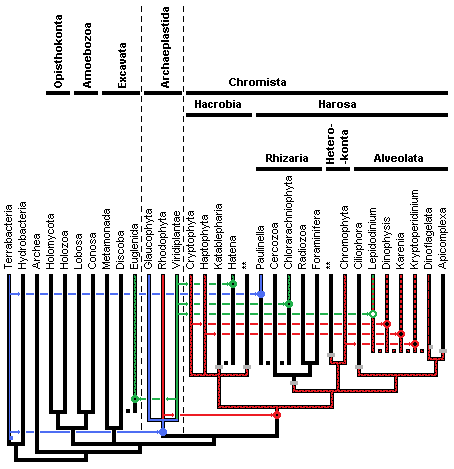 Opisthokonta
Amoebozoa
Excavata
Archaeplastida
Chromista
Hacrobia
Harosa
Rhizaria
Hetero-
konta
Alveolata
Terrabacteria
Hydrobacteria
Archea
Holomycota
Holozoa
Lobosa
Conosa
Metamonada
Discoba
Euglenida
Glaucophyta
Rhodophyta
Viridiplantae
Cryptophyta
Haptophyta
Katablepharia
Hatena
**
Paulinella
Cercozoa
Chlorarachniophyta
Radiozoa
Foraminifera
**
Chromophyta
Ciliophora
Lepidodinium
Dinophysis
Karenia
Kryptoperidinium
Dinoflagelata
Apicomplexa